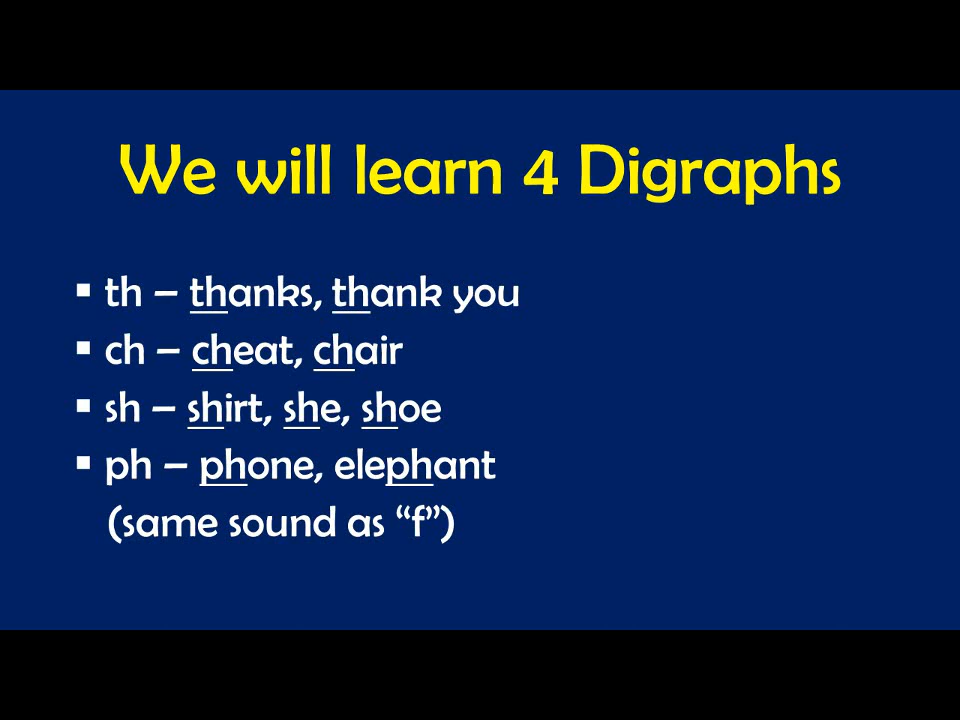 We will learn 4 Digraphs
▪ th – thanks, thank you
▪ ch – cheat, chair
▪ sh – shirt, she, shoe
▪ ph – phone, elephant
(same sound as “f”)